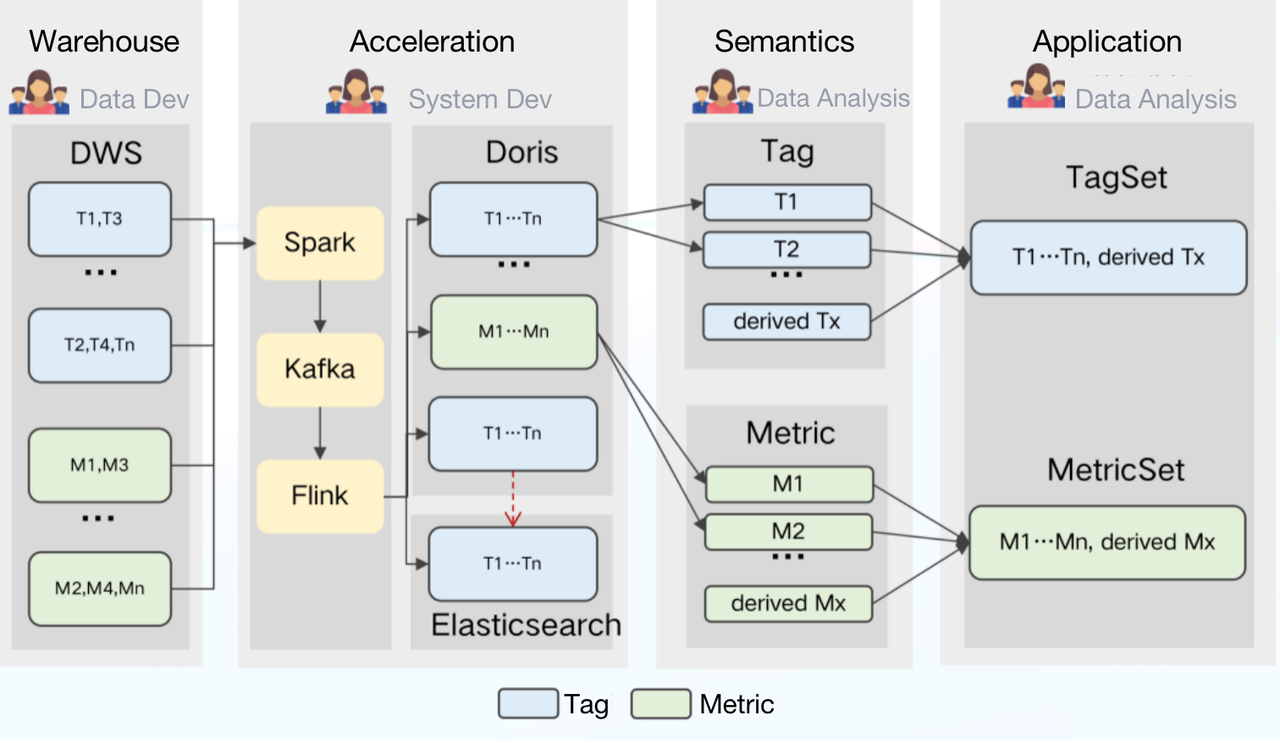 Warehouse
Data Dev
DWS
T1,T3
...
T2,T4,Tn
M1,M3
...
M2,M4,Mn
Acceleration
System Dev
Spark
Kafka
Flink
Doris
T1···Tn
...
M1···Mn
T1···Tn
T1···Tn
Elasticsearch
Semantics
Data Analysis
Tag
T1
T2
...
derived Tx
Metric
M1
M2
...
derived Mx
Application
Data Analysis
TagSet
T1···Tn, derived Tx
MetricSet
M1···Mn, derived Mx
Tag
Metric